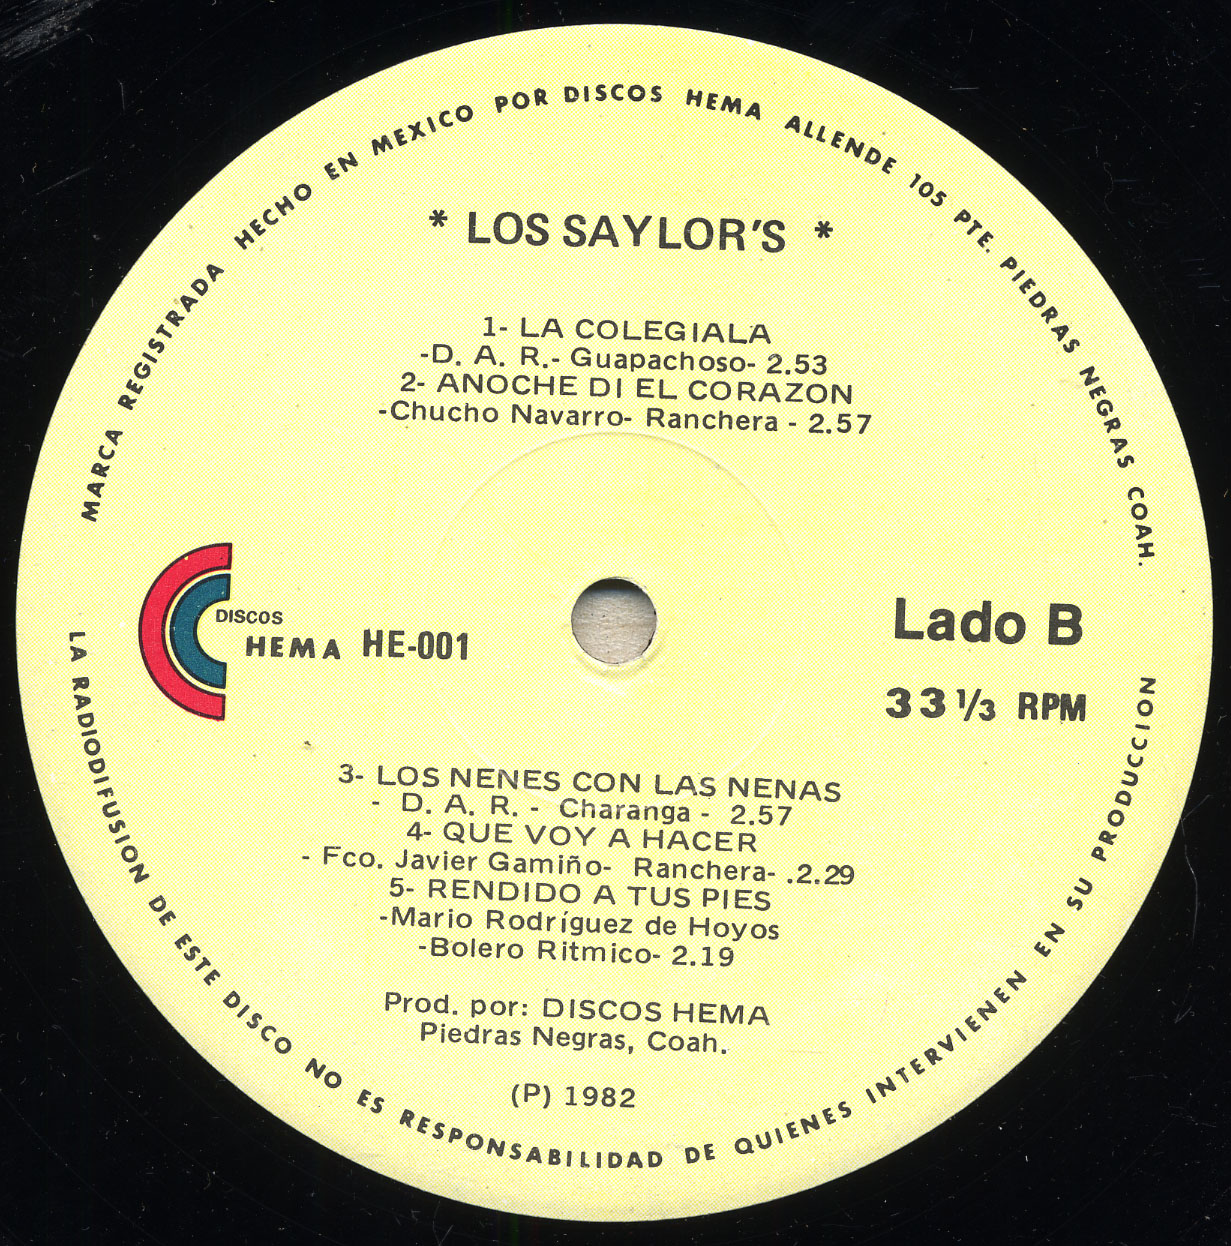 MARCA REGISTRADA HECHO EN MEXICO POR DISCOS HEMA ALLENDE 105 PTE. PIEDRAS NEGRAS COAH.
* LOS SAYLOR'S *
1- LA COLEGIALA
-D. A. R.- Guapachoso- 2.53
2- ANOCHE DI EL CORAZON
-Chucho Navarro- Ranchera - 2.57
DISCOS
HEMA HE-001
Lado B
33 1/3 RPM
3- LOS NENES CON LAS NENAS
- D. A. R. - Charanga - 2.57
4- QUE VOY A HACER
- Fco. Javier Gamiño- Ranchera- .2.29
5- RENDIDO A TUS PIES
-Mario Rodríguez de Hoyos
-Bolero Ritmico- 2.19
Prod. por: DISCOS HEMA
Piedras Negras, Coah.
(P) 1982
LA RADIODIFUSION DE ESTE DISCO NO ES RESPONSABILIDAD DE QUIENES INTERVIENEN EN SU PRODUCCION